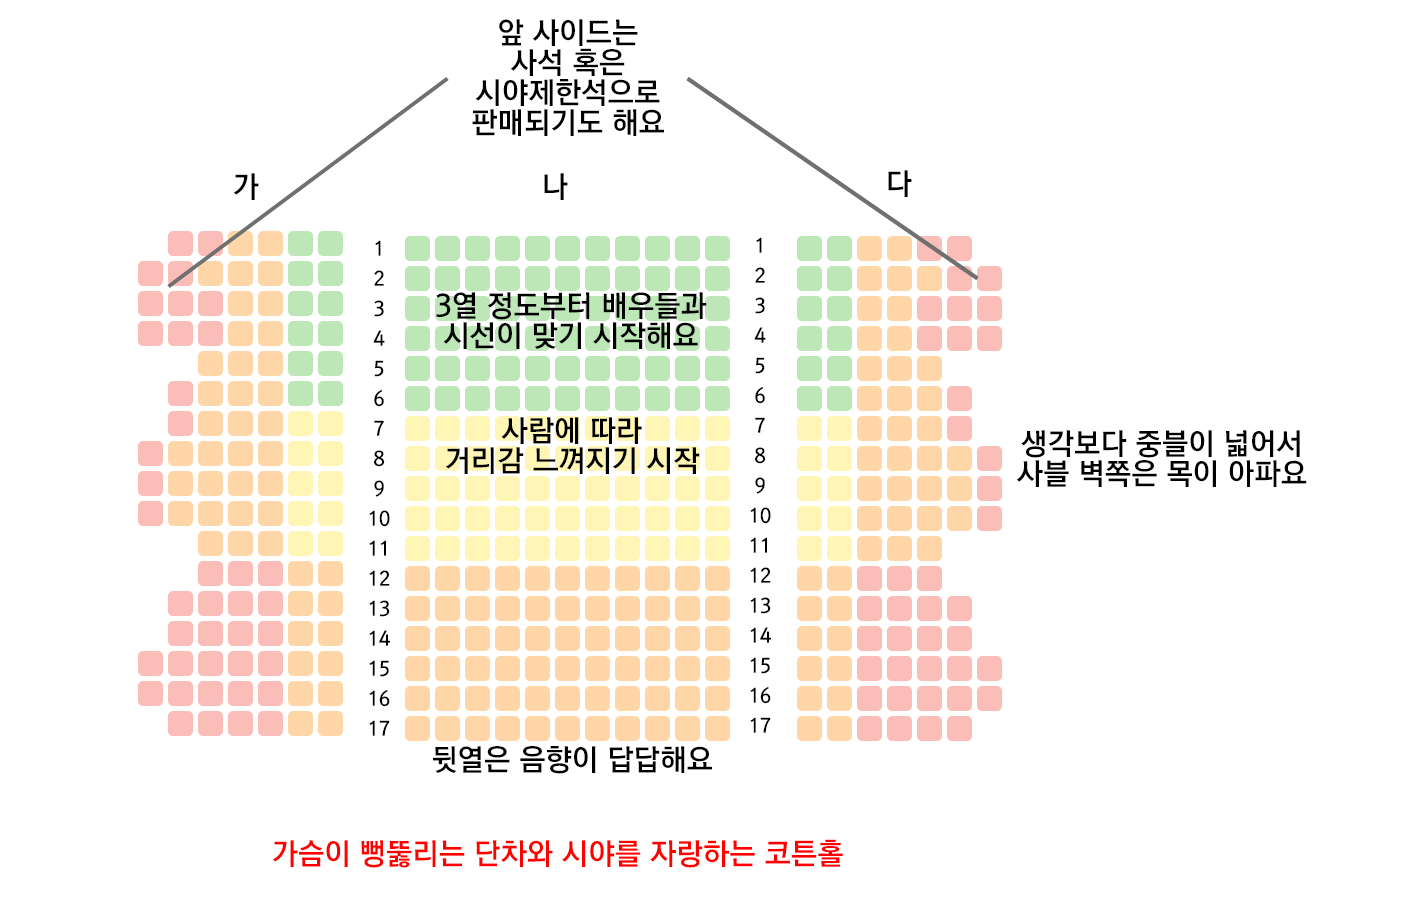 앞 사이드는
사석 혹은
시야제한석으로
판매되기도 해요
가
나
다
1
2
3
4
5
6
7
8
9
10
11
12
13
14
15
16
17
3열 정도부터 배우들과
시선이 맞기 시작해요
사람에 따라
거리감 느껴지기 시작
1
2
3
4
5
6
7
8
9
10
11
12
13
14
15
16
17
생각보다 중블이 넓어서
사블 벽쪽은 목이 아파요
뒷열은 음향이 답답해요
가슴이 뻥뚫리는 단차와 시야를 자랑하는 코튼홀